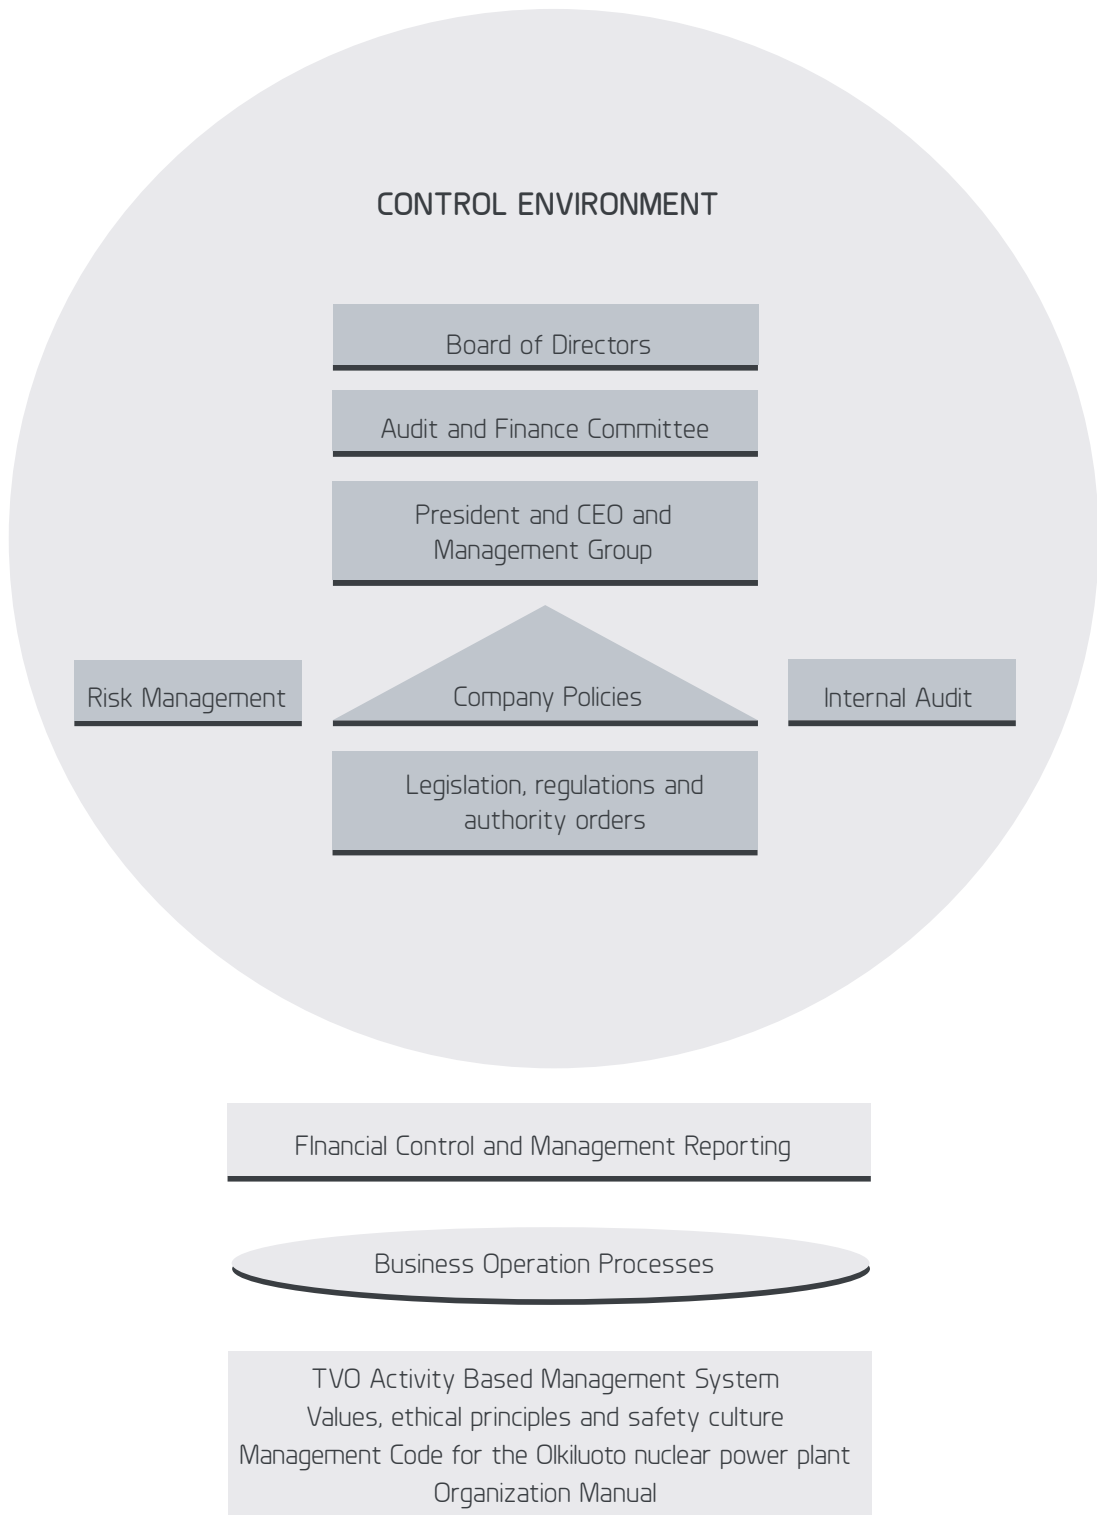 CONTROL ENVIRONMENT
Board of Directors
Audit and Finance Committee
President and CEO and
Management Group
Risk Management
Company Policies
Internal Audit
Legislation, regulations and
authority orders
FInancial Control and Management Reporting
Business Operation Processes
TVO Activity Based Management System
Values, ethical principles and safety culture
Management Code for the Olkiluoto nuclear power plant
Organization Manual